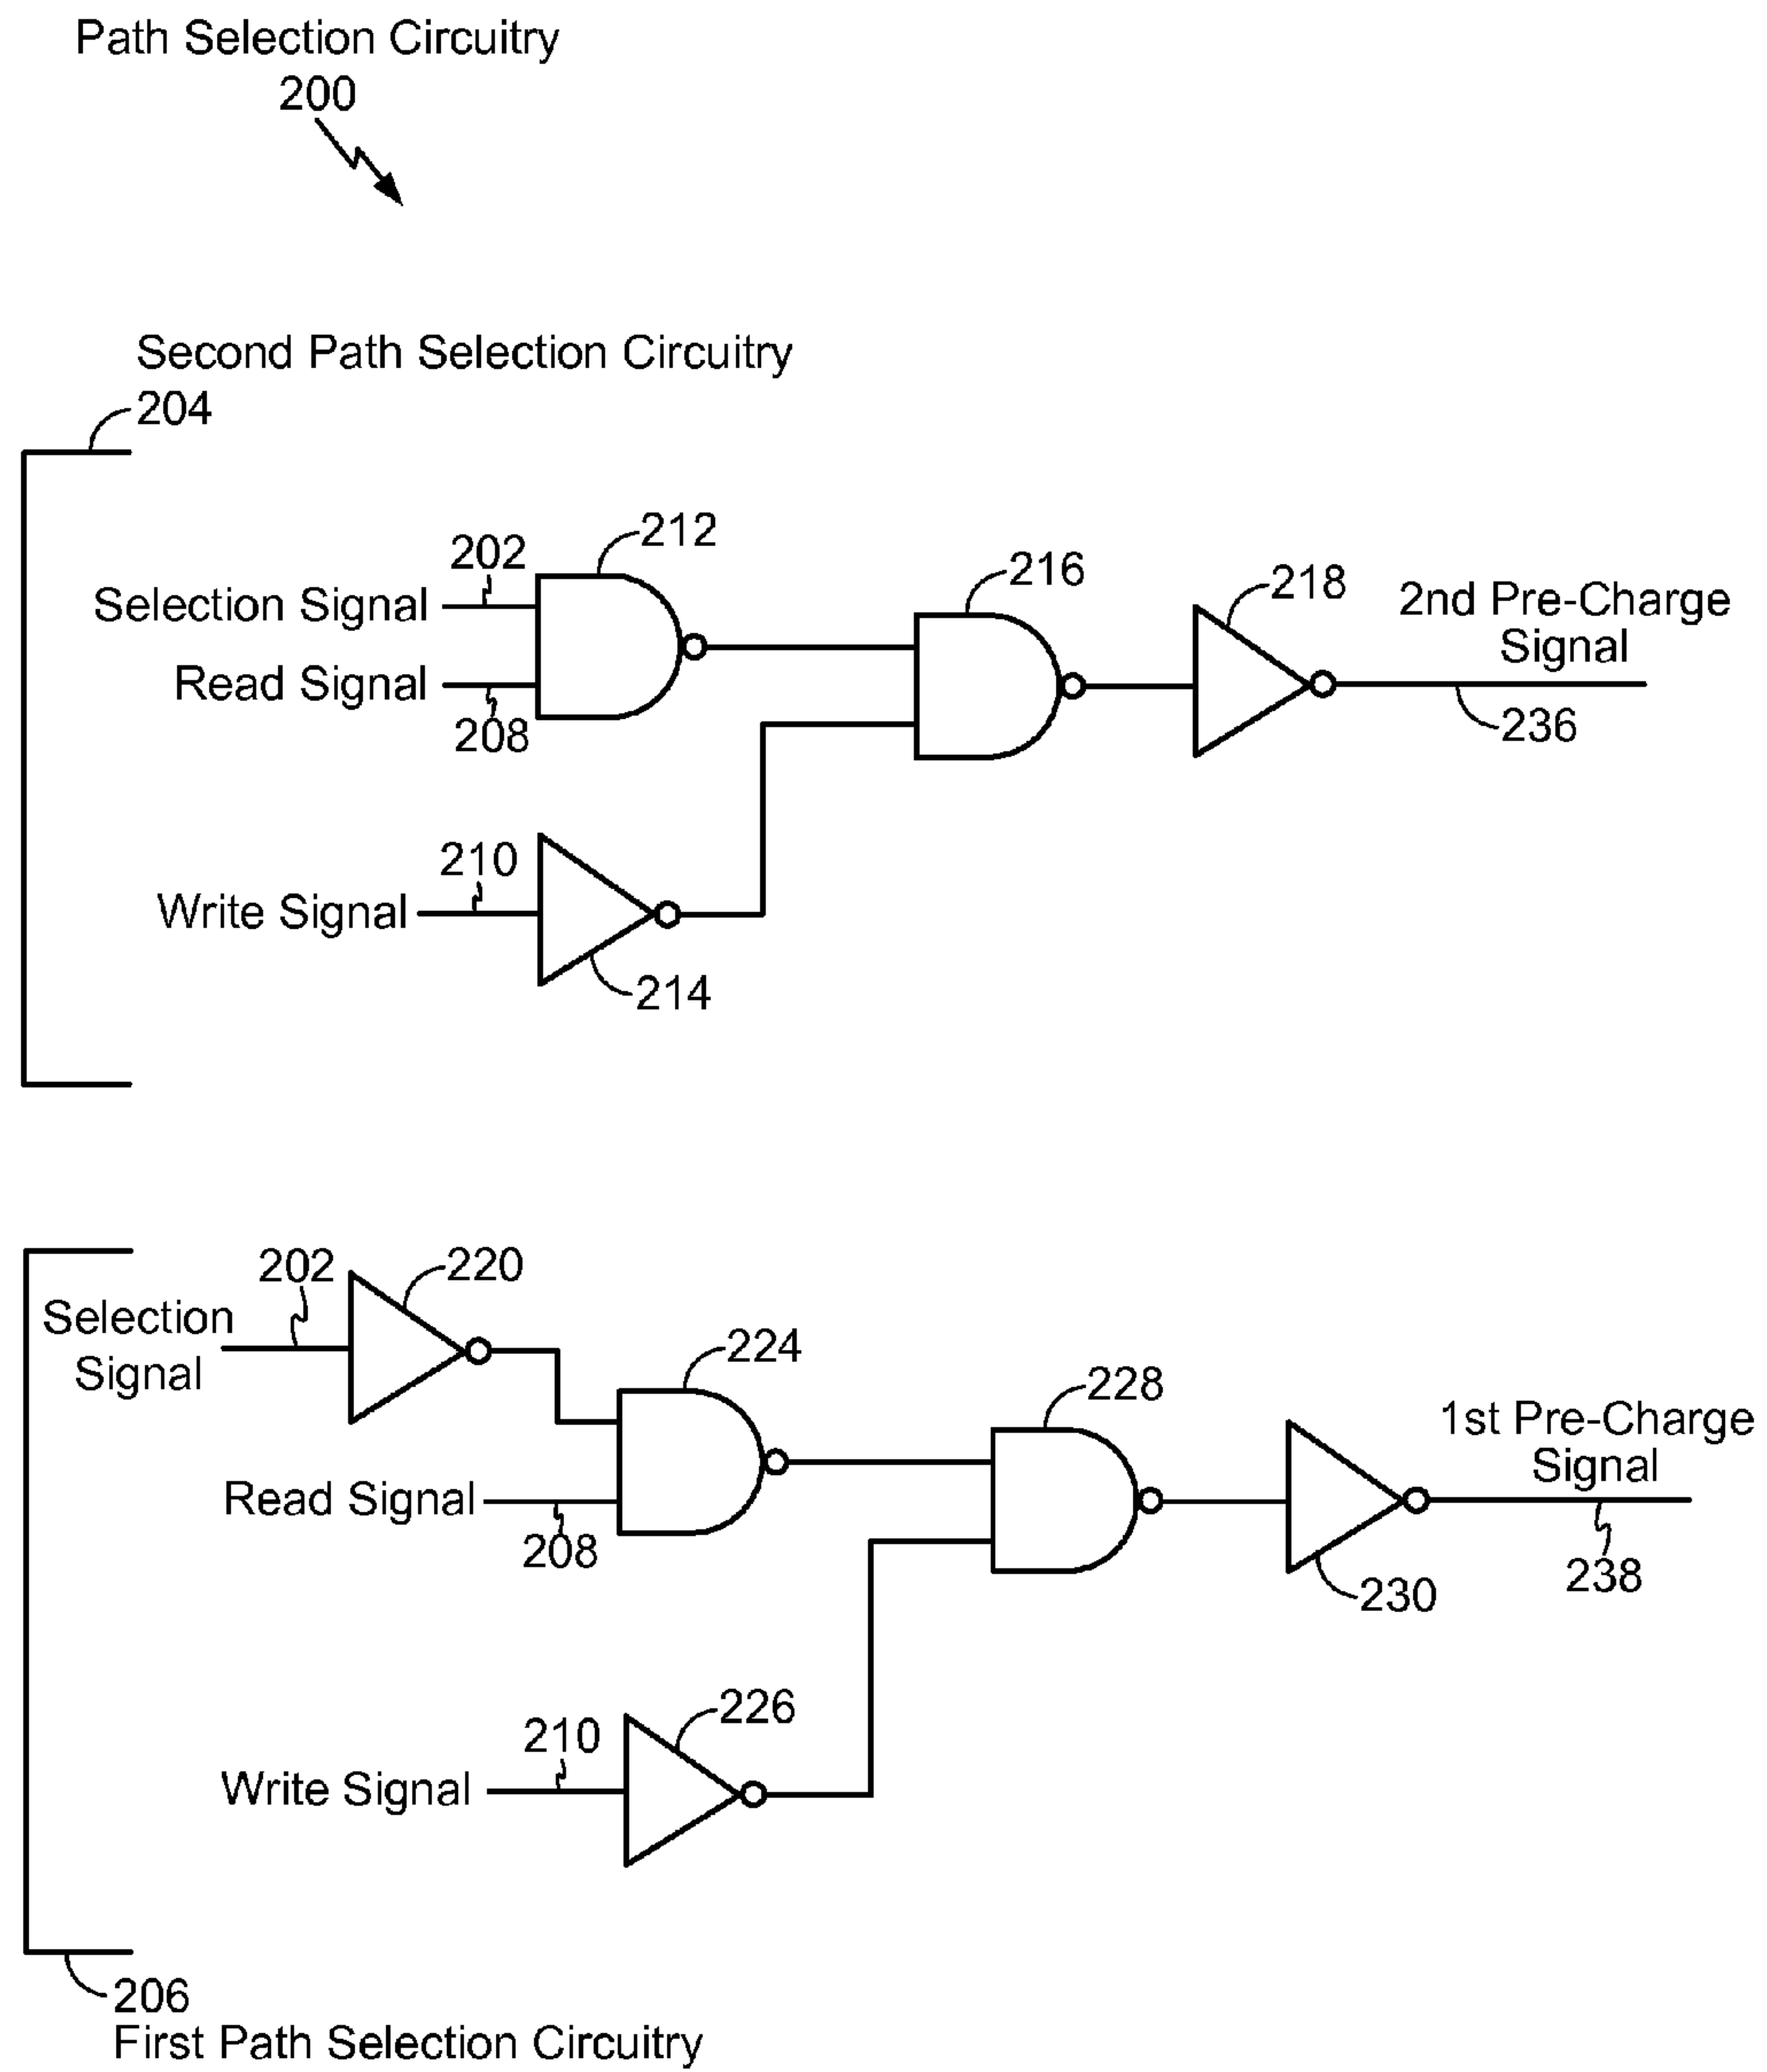 Path Selection Circuitry
200
Second Path Selection Circuitry
204
212
202
216
218
2nd Pre-Charge
Signal
Selection Signal
Read Signal
208
236
210
Write Signal
214
202
220
Selection
Signal
224
228
1st Pre-Charge
Signal
Read Signal
208
230
238
226
210
Write Signal
206
First Path Selection Circuitry